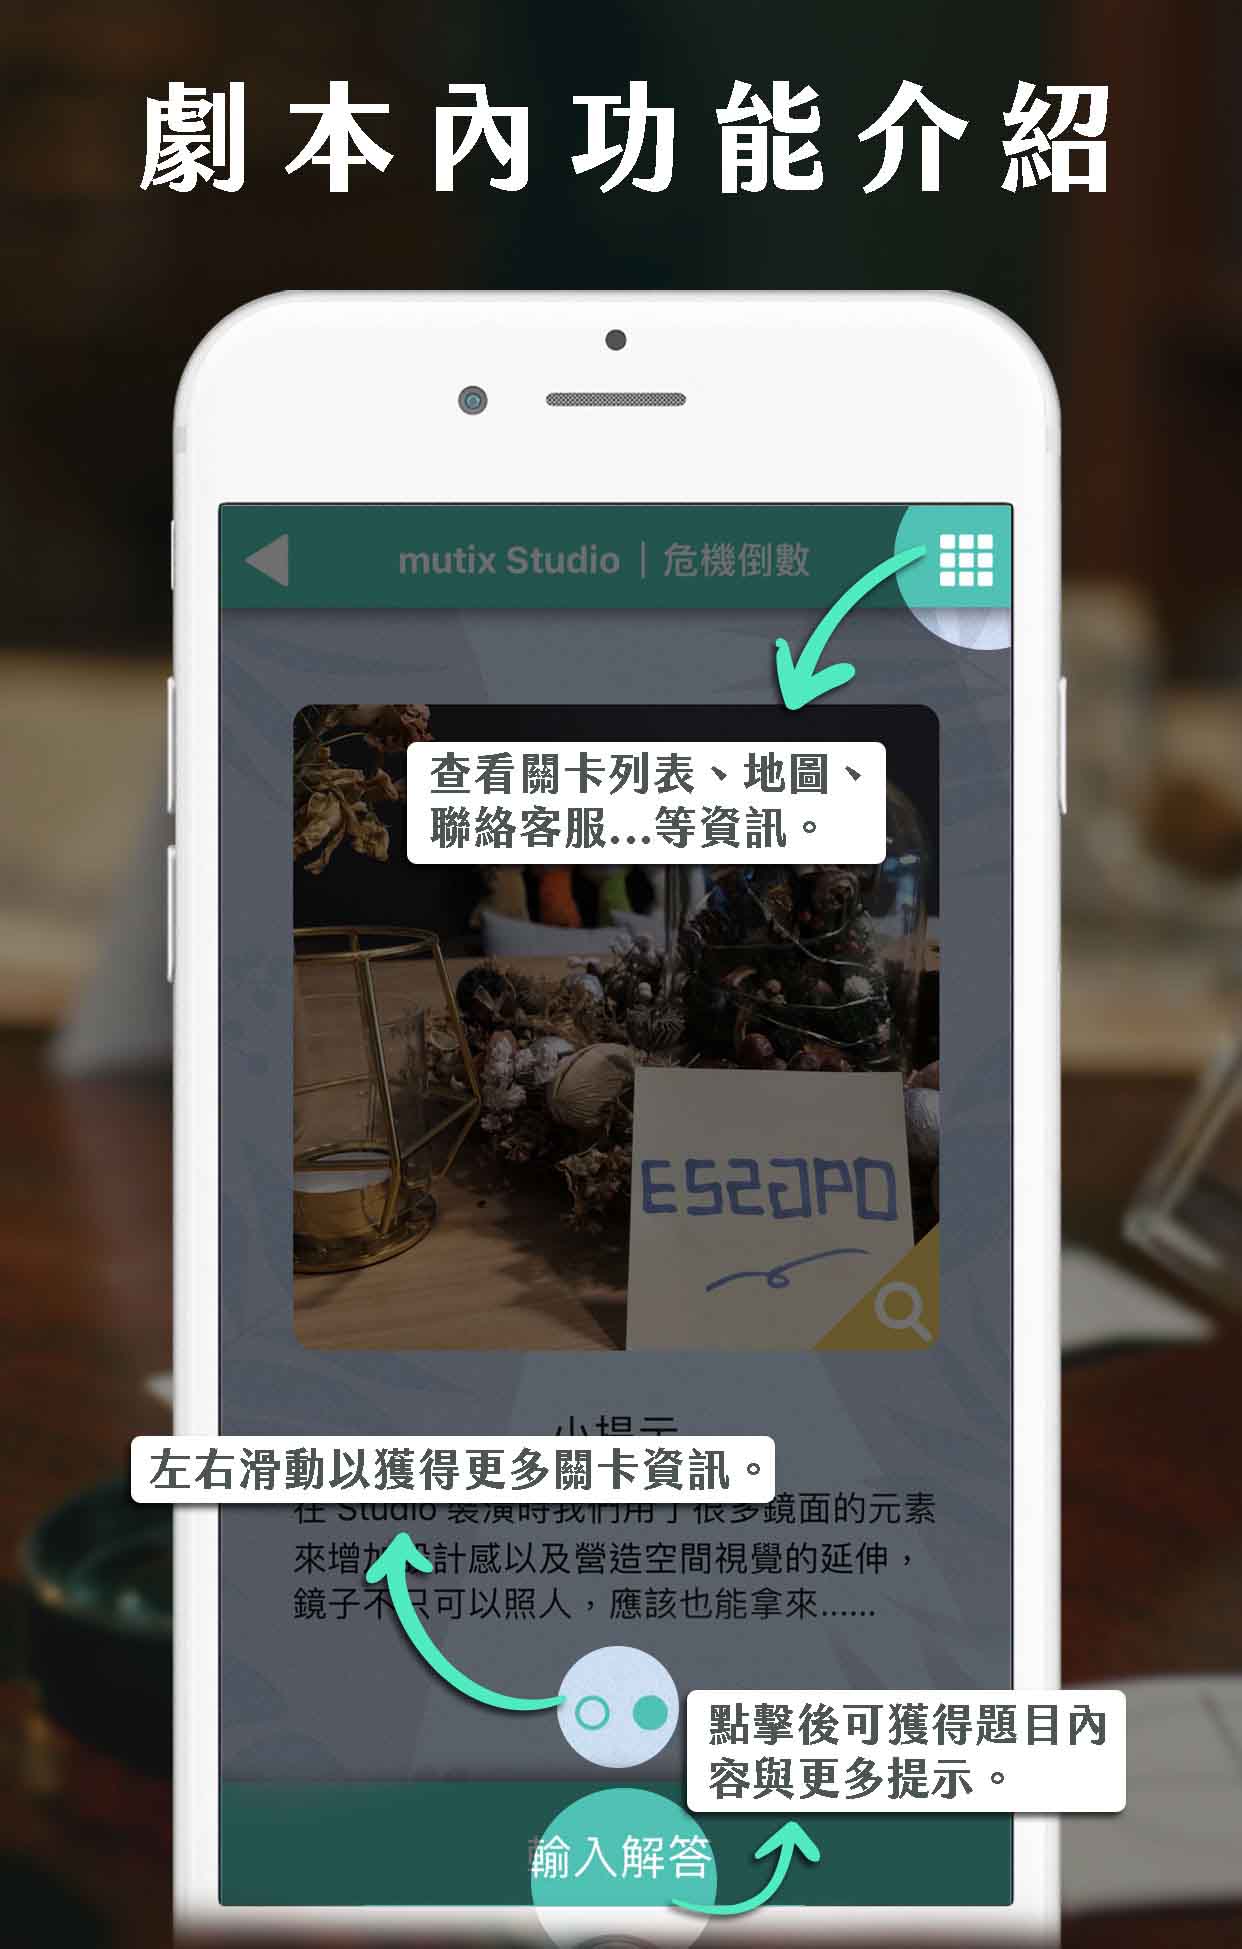 劇本內功能介紹
mutix Studio｜危機倒數
查看關卡列表、地圖、
聯絡客服...等資訊。
小提示
左右滑動以獲得更多關卡資訊。
在 Studio 裝潢時我們用了很多鏡面的元素
來增加設計感以及營造空間視覺的延伸，
鏡子不只可以照人，應該也能拿來......
點擊後可獲得題目內
容與更多提示。
輸入解答